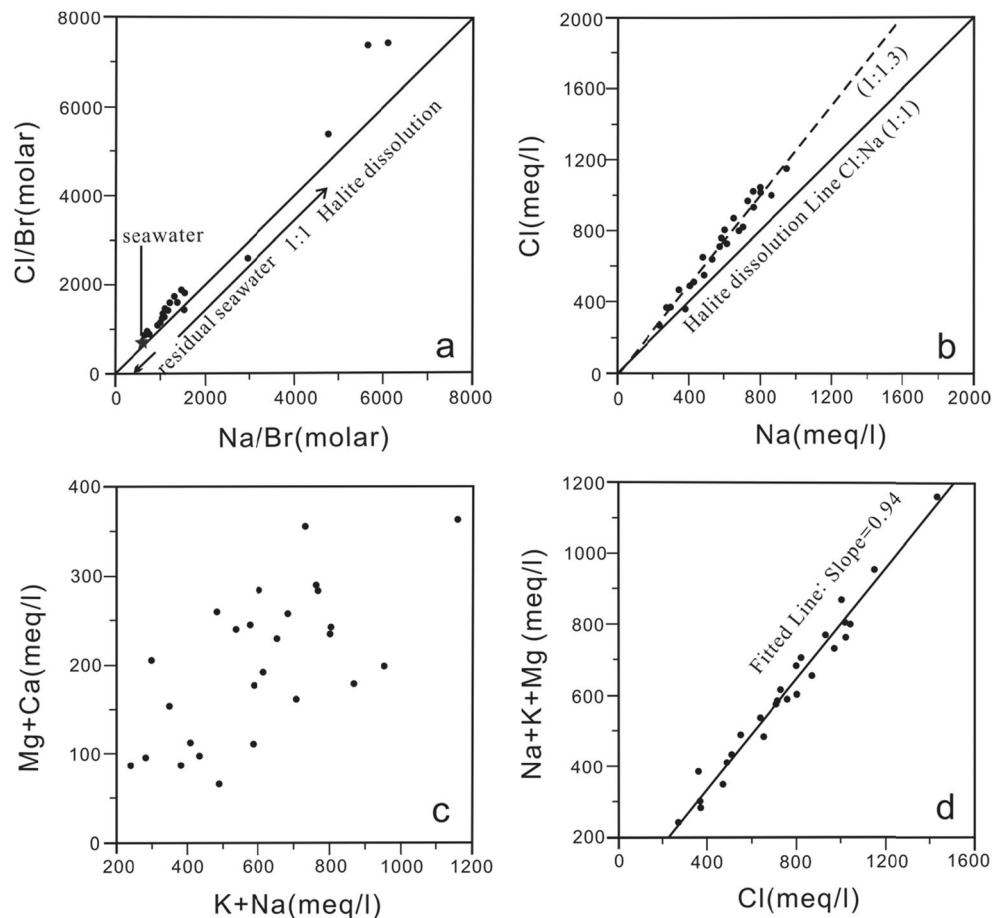 8000
6000
4000
2000
0
0
2000
4000
6000
8000
Cl/Br(molar)
Na/Br(molar)
seawater
residual seawater
1:1 Halite dissolution
a
2000
1600
1200
800
400
0
0
400
800
1200
1600
2000
Cl(meq/l)
Na(meq/l)
(1:1.3)
Halite dissolution Line Cl:Na (1:1)
b
400
300
200
100
0
200
400
600
800
1000
1200
Mg+Ca(meq/l)
K+Na(meq/l)
c
1200
1000
800
600
400
200
0
400
800
1200
1600
Na+K+Mg (meq/l)
Cl(meq/l)
Fitted Line: Slope=0.94
d